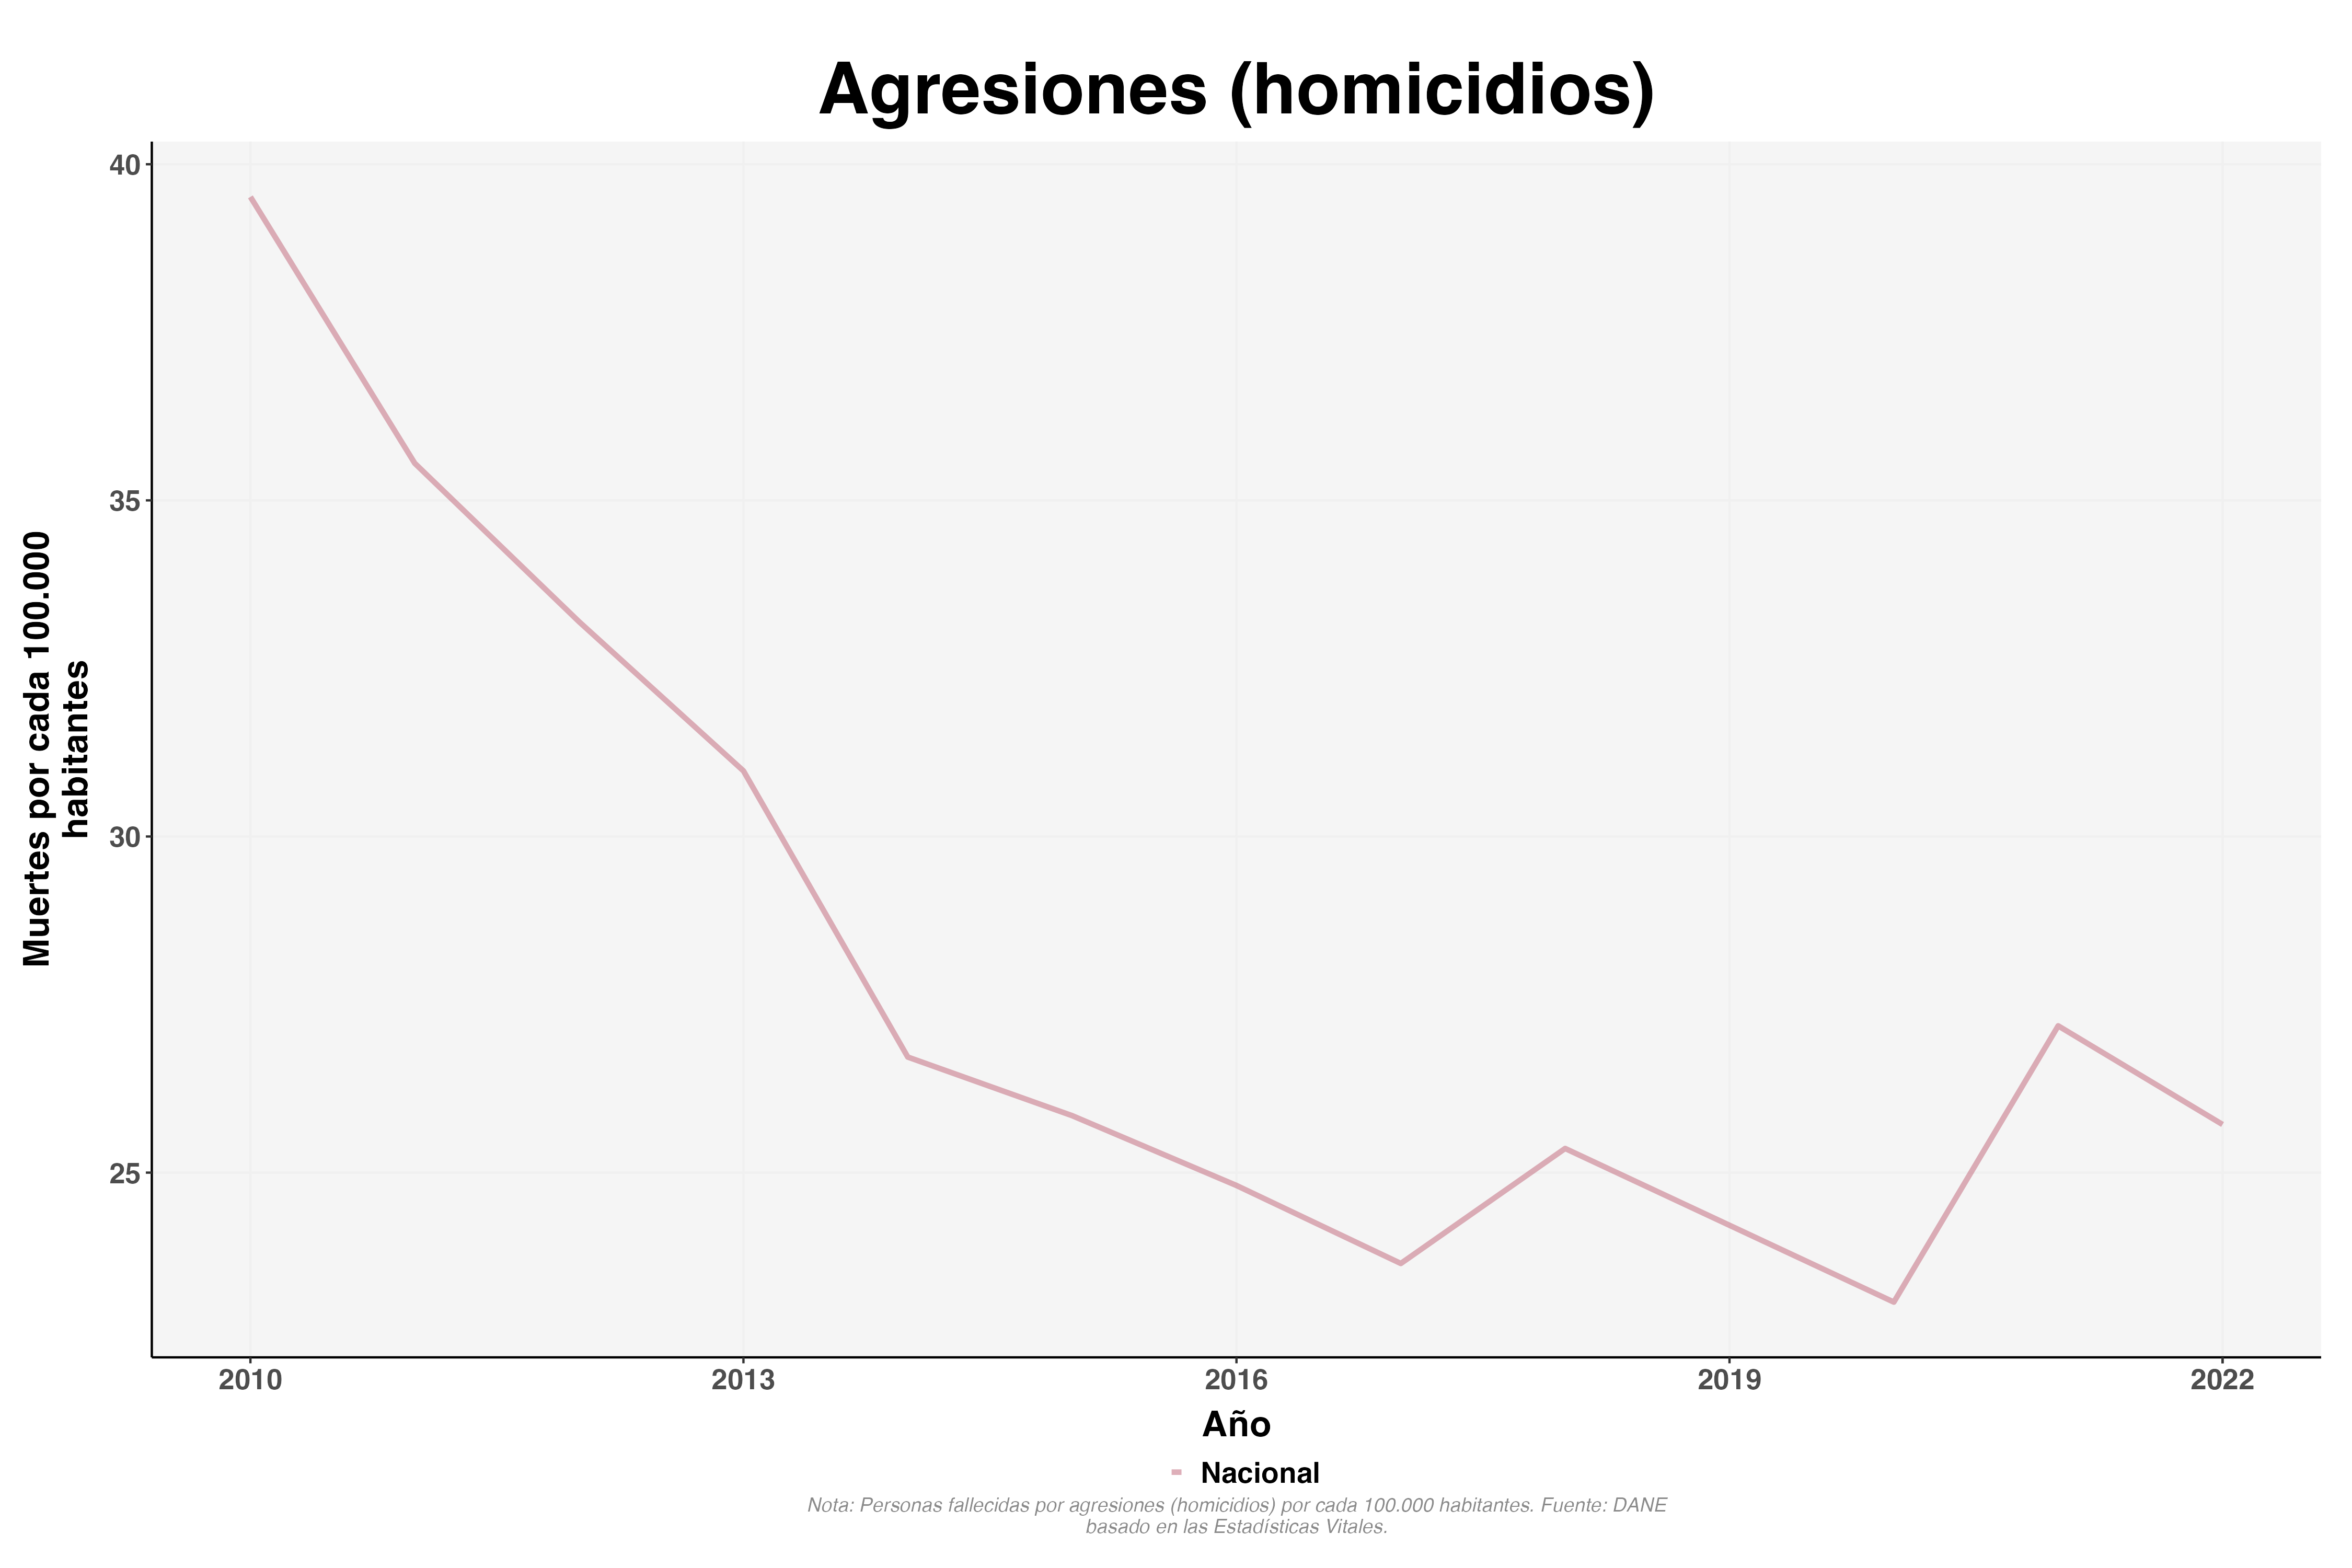 Agresiones (homicidios)
Muertes por cada 100.000
habitantes
40
35
30
25
2010
2013
2016
2019
2022
Año
Nacional
Nota: Personas fallecidas por agresiones (homicidios) por cada 100.000 habitantes. Fuente: DANE
basado en las Estadísticas Vitales.